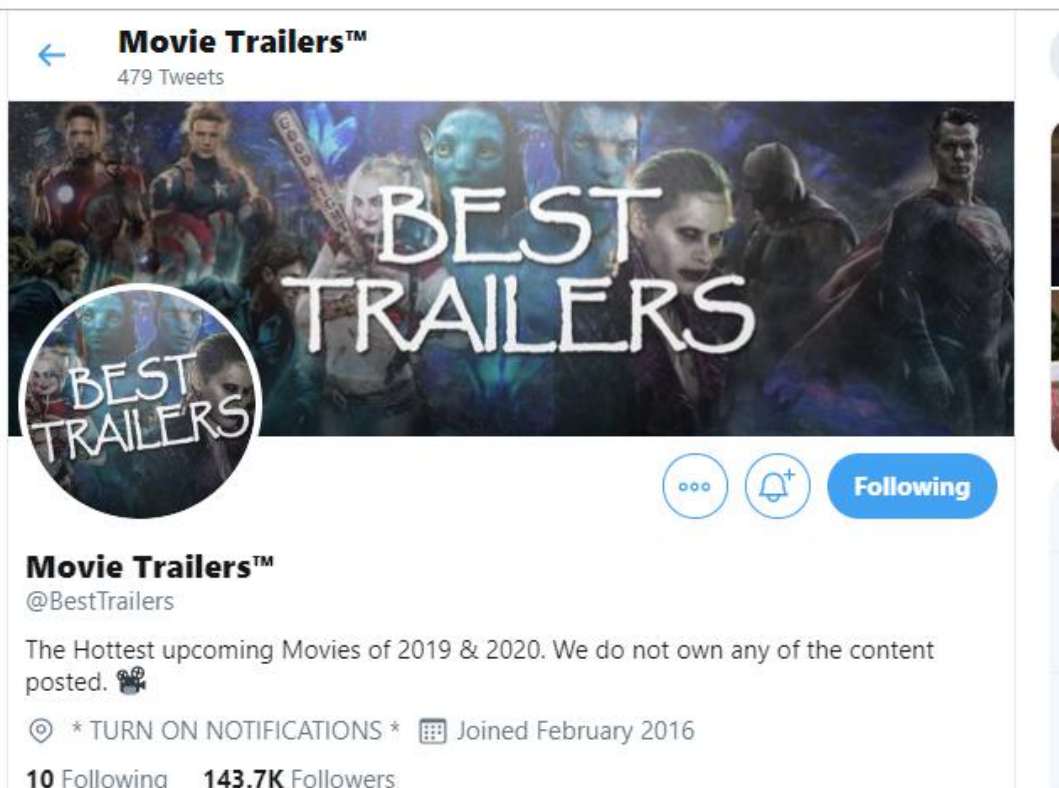 Movie Trailers™
479 Tweets
GOOD NIGHT
BEST
TRAILERS
BEST
TRAILERS
Following
Movie Trailers™
@BestTrailers
The Hottest upcoming Movies of 2019 & 2020. We do not own any of the content
posted.
* TURN ON NOTIFICATIONS * Joined February 2016
10 Following 143.7K Followers